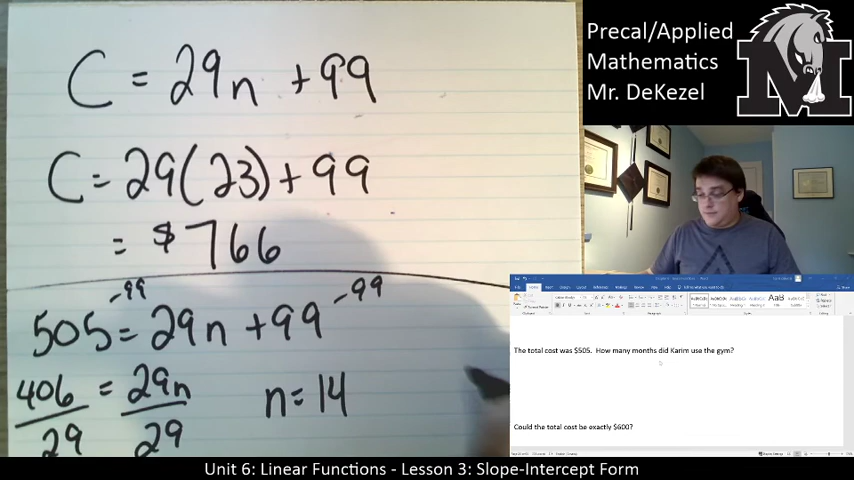 C = 29n + 99
C = 29(23) + 99
= $766
505 -99 = 29n + 99 -99
406/29 = 29n/29 n = 14
Precal/Applied
Mathematics
Mr. DeKezel
M
The total cost was $505. How many months did Karim use the gym?
Could the total cost be exactly $600?
Unit 6: Linear Functions - Lesson 3: Slope-Intercept Form